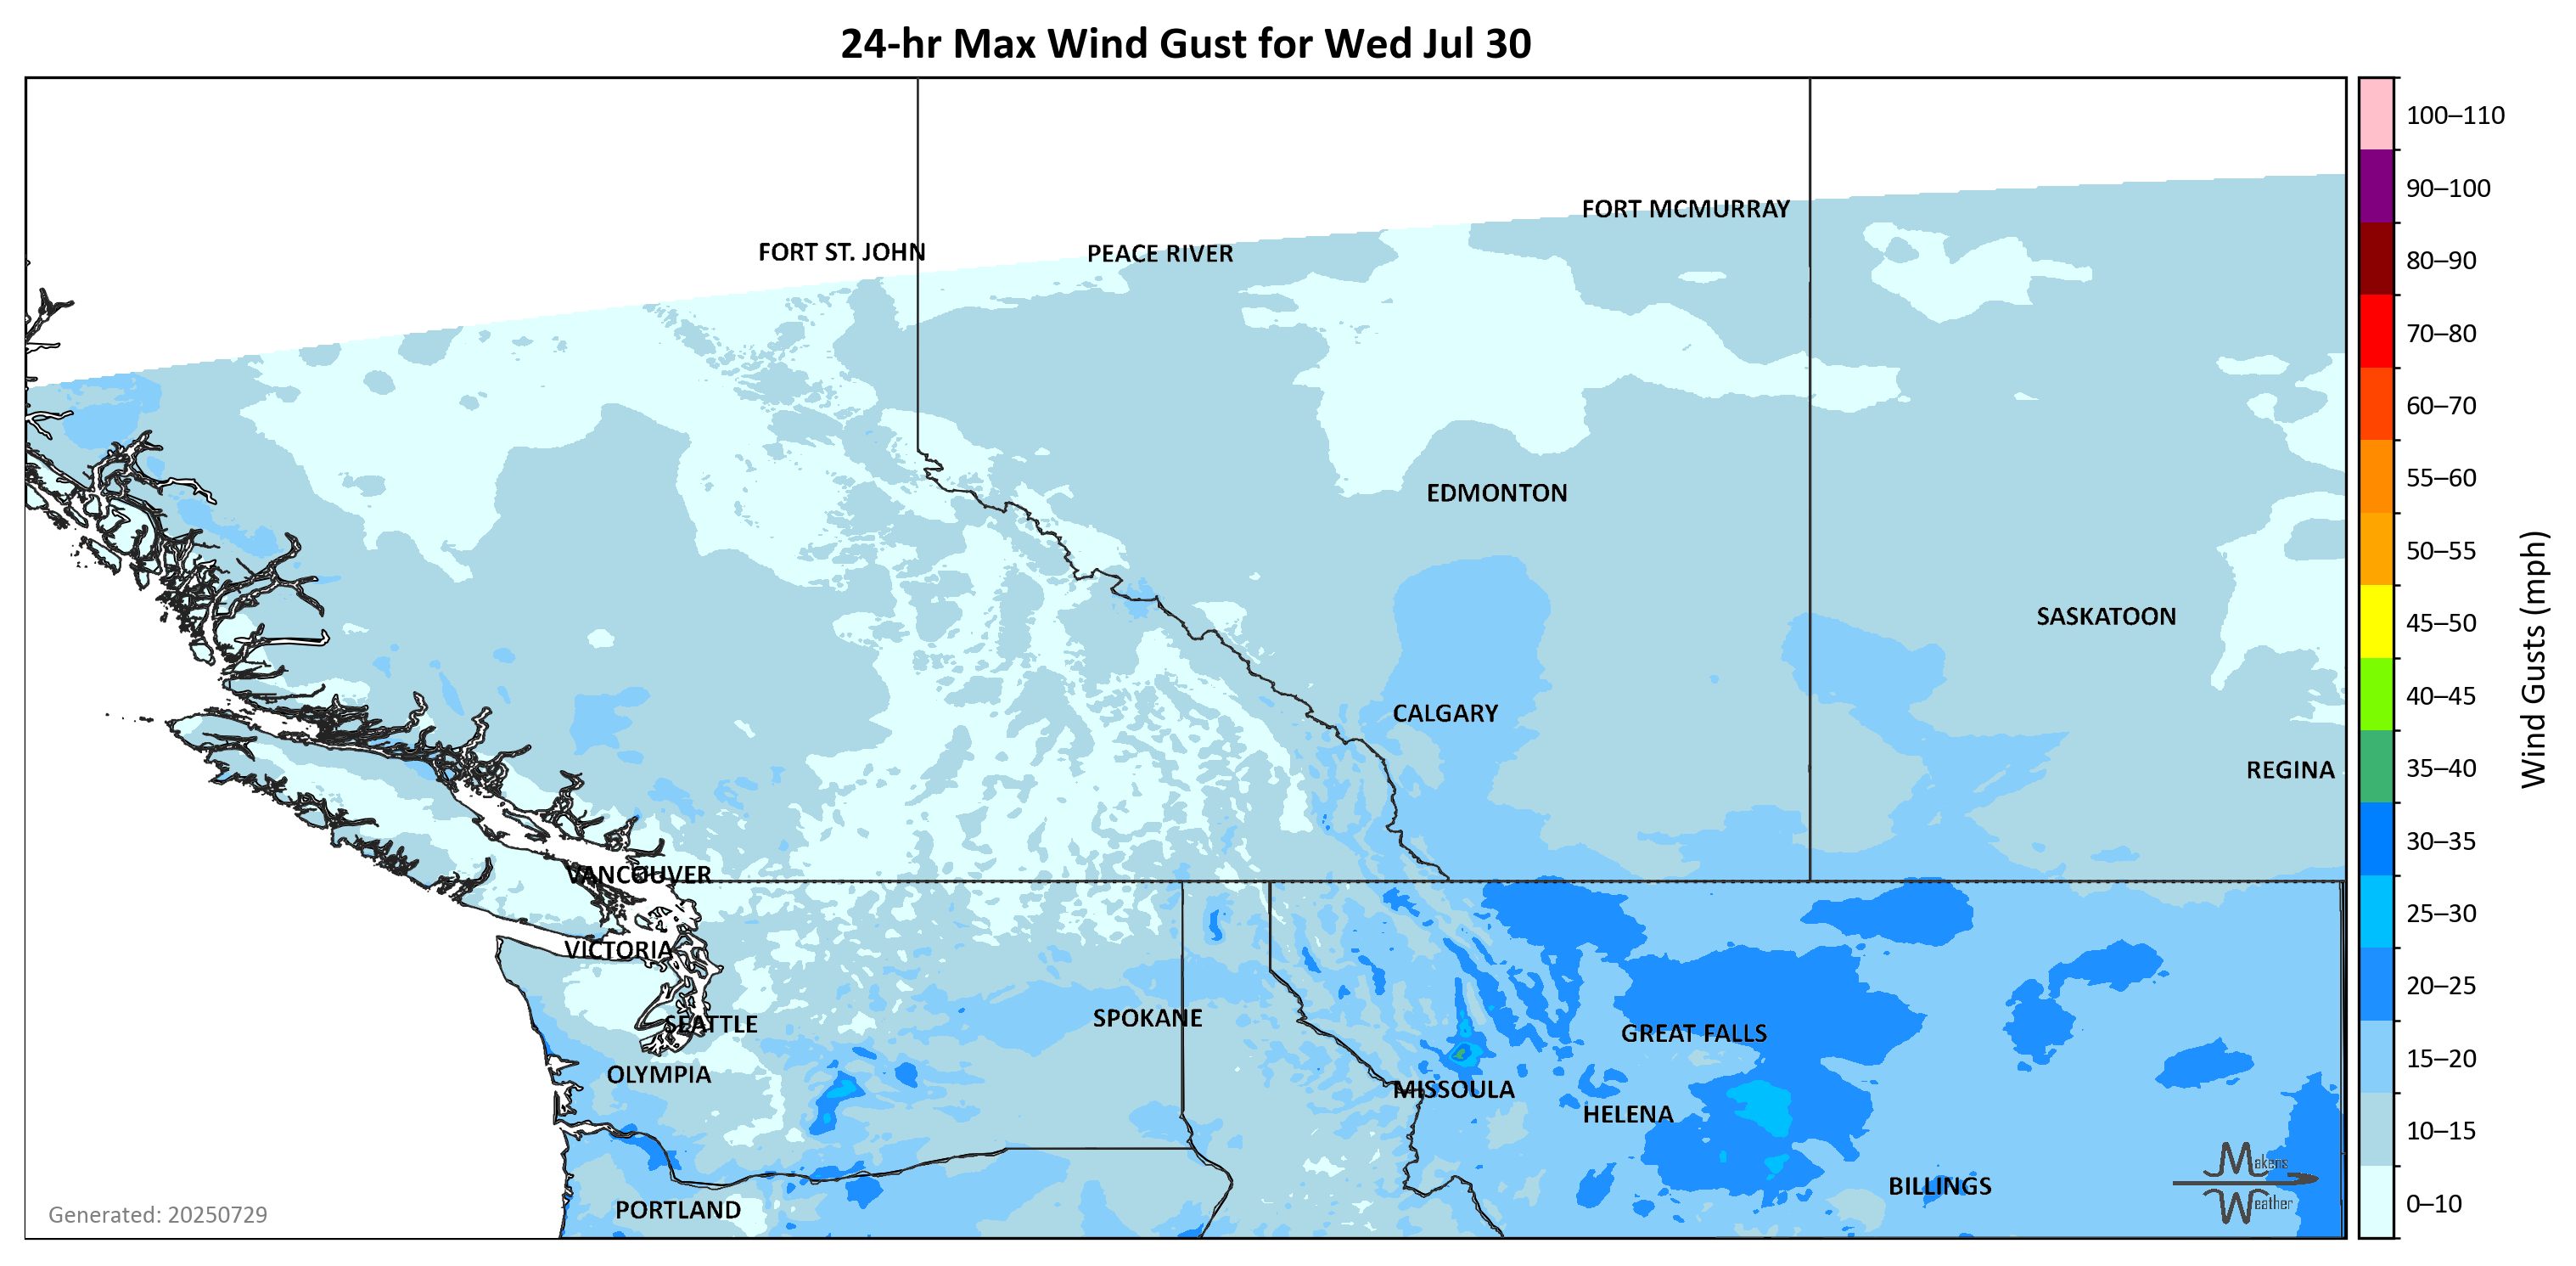 24-hr Max Wind Gust for Wed Jul 30
100–110
90–100
80–90
70–80
60–70
55–60
50–55
45–50
40–45
35–40
30–35
25–30
20–25
15–20
10–15
0–10
Wind Gusts (mph)
FORT MCMURRAY
FORT ST. JOHN
PEACE RIVER
EDMONTON
SASKATOON
CALGARY
REGINA
VANCOUVER
VICTORIA
SEATTLE
SPOKANE
GREAT FALLS
OLYMPIA
MISSOULA
HELENA
BILLINGS
PORTLAND
Makens
Weather
Generated: 20250729